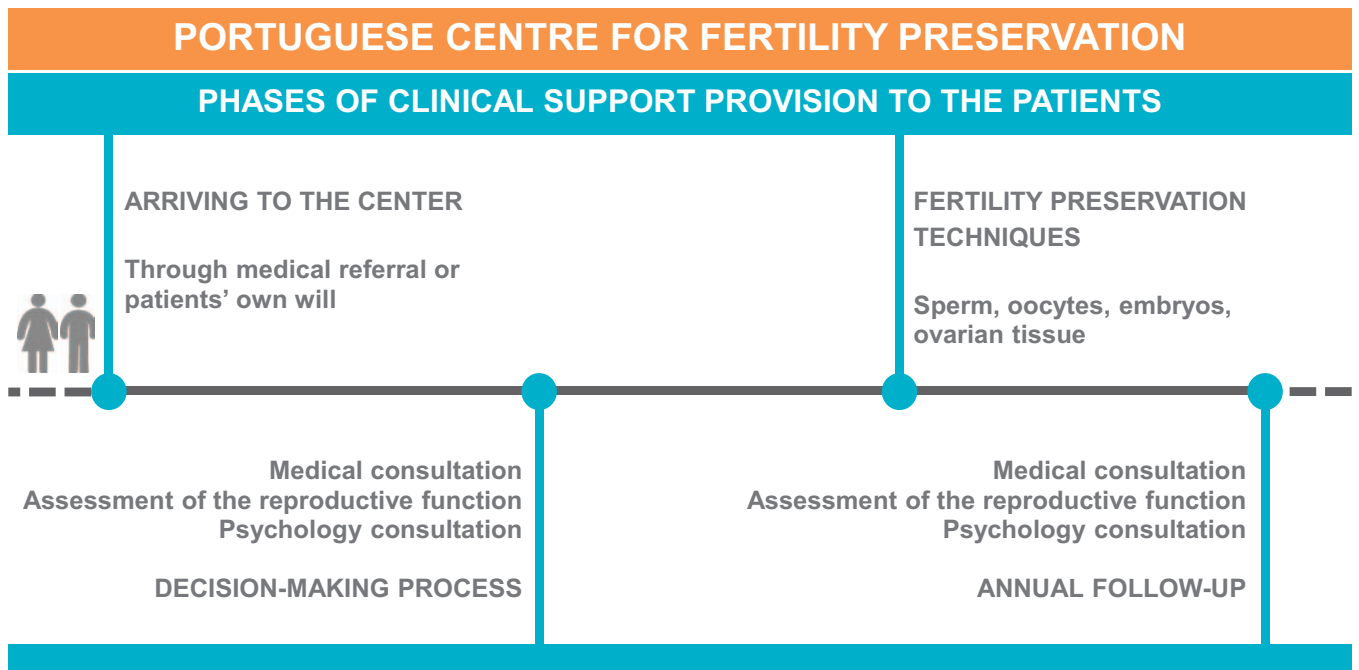 PORTUGUESE CENTRE FOR FERTILITY PRESERVATION
PHASES OF CLINICAL SUPPORT PROVISION TO THE PATIENTS
ARRIVING TO THE CENTER
Through medical referral or
patients’ own will
Medical consultation
Assessment of the reproductive function
Psychology consultation
DECISION-MAKING PROCESS
FERTILITY PRESERVATION
TECHNIQUES
Sperm, oocytes, embryos,
ovarian tissue
Medical consultation
Assessment of the reproductive function
Psychology consultation
ANNUAL FOLLOW-UP